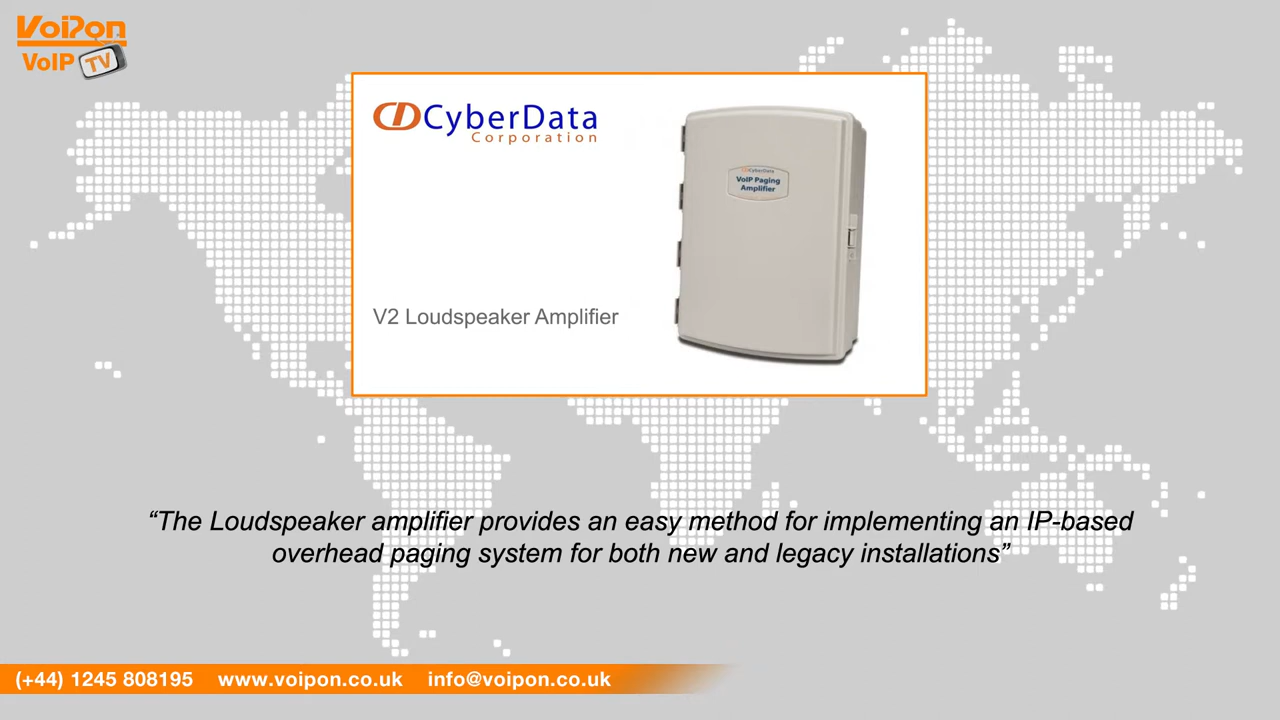 VoiPon
VoIP TV
CyberData
Corporation
CyberData
VoIP Paging
Amplifier
V2 Loudspeaker Amplifier
“The Loudspeaker amplifier provides an easy method for implementing an IP-based
overhead paging system for both new and legacy installations”
(+44) 1245 808195 www.voipon.co.uk info@voipon.co.uk